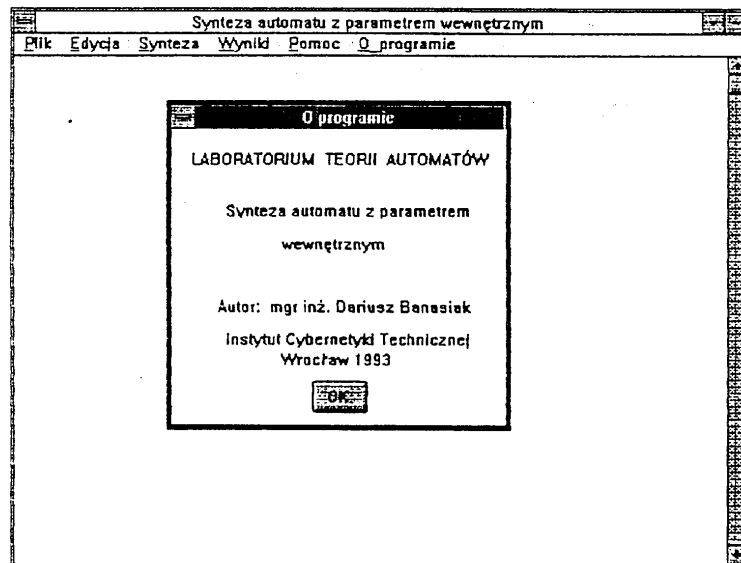 Synteza automatu z parametrem wewnętrznym
Plik Edycja Synteza Wyniki Pomoc O_programie
O programie
LABORATORIUM TEORII AUTOMATÓW
Synteza automatu z parametrem
wewnętrznym
Autor: mgr inż. Dariusz Banasiak
Instytut Cybernetyki Technicznej
Wrocław 1993
OK